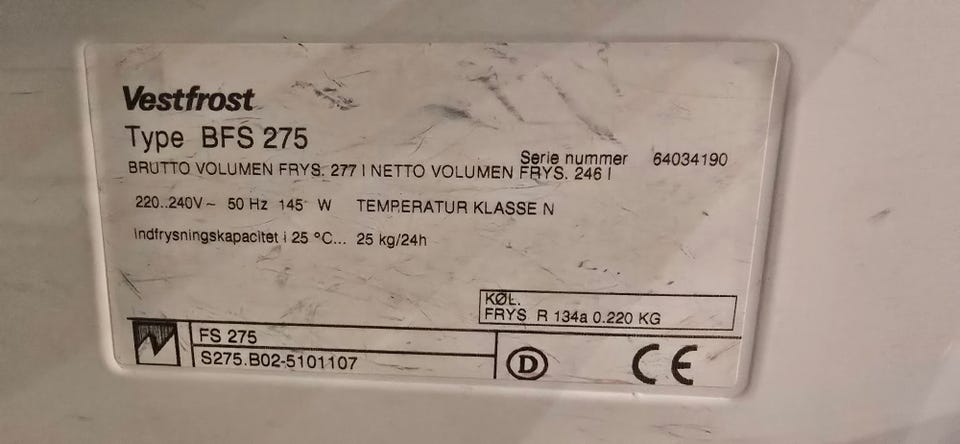 Vestfrost
Type BFS 275
Serie nummer 64034190
BRUTTO VOLUMEN FRYS. 277 l NETTO VOLUMEN FRYS. 246 l
220..240V~ 50 Hz 145 W TEMPERATUR KLASSE N
Indfrysningskapacitet i 25 °C... 25 kg/24h
KØL.
FRYS R 134a 0.220 KG
FS 275
S275.B02-5101107
D
CE